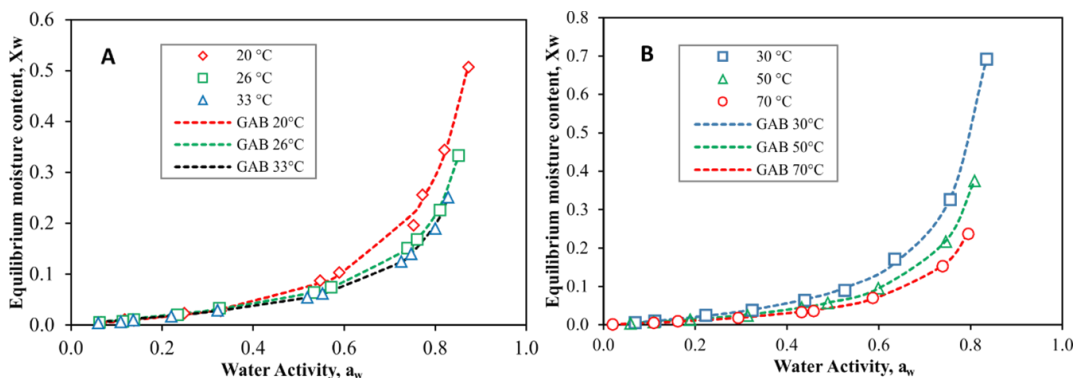 A
20 °C
26 °C
33 °C
GAB 20°C
GAB 26°C
GAB 33°C
Equilibrium moisture content, Xw
0.6
0.5
0.4
0.3
0.2
0.1
0.0
0.0 0.2 0.4 0.6 0.8 1.0
Water Activity, aw
B
30 °C
50 °C
70 °C
GAB 30°C
GAB 50°C
GAB 70°C
Equilibrium moisture content, Xw
0.8
0.7
0.6
0.5
0.4
0.3
0.2
0.1
0.0
0.0 0.2 0.4 0.6 0.8 1.0
Water Activity, aw